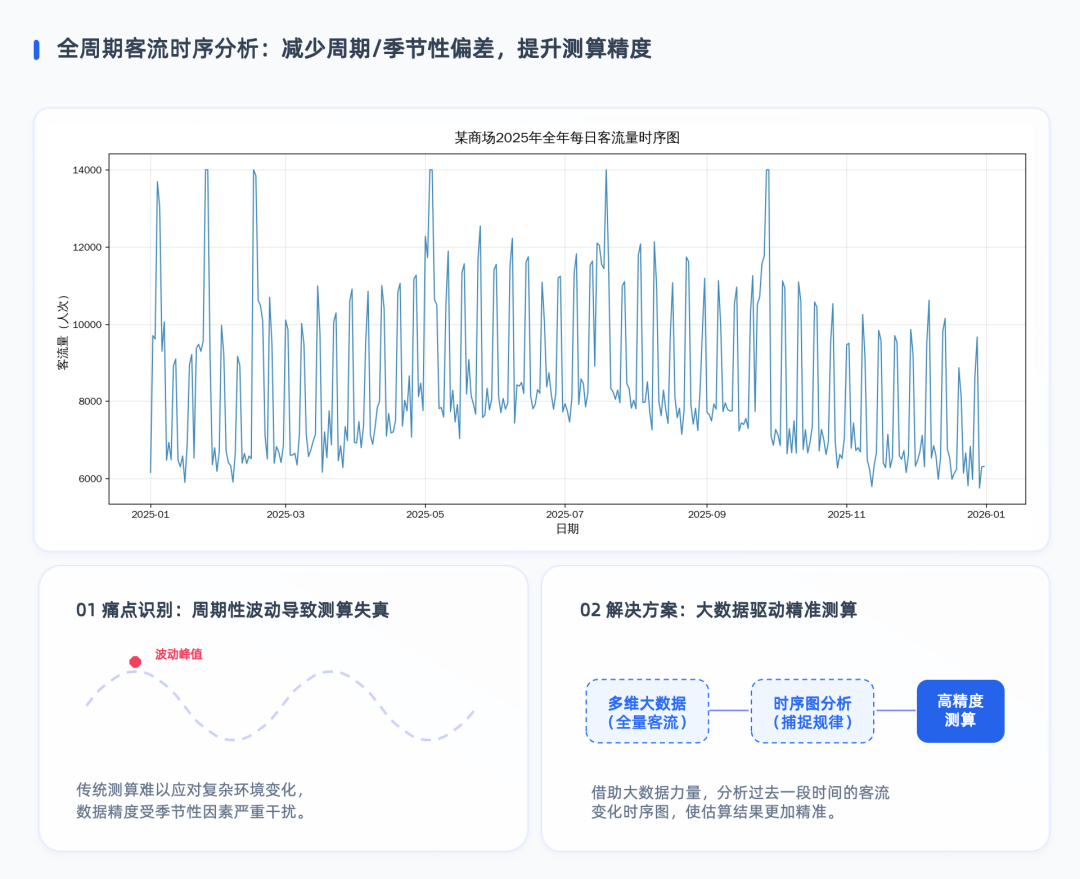 全周期客流时序分析：减少周期/季节性偏差，提升测算精度
某商场2025年全年每日客流量时序图
14000
12000
10000
8000
6000
客流量（人次）
2025-01
2025-03
2025-05
2025-07
2025-09
2025-11
2026-01
日期
01 痛点识别：周期性波动导致测算失真
波动峰值
传统测算难以应对复杂环境变化，
数据精度受季节性因素严重干扰。
02 解决方案：大数据驱动精准测算
多维大数据
（全量客流）
时序图分析
（捕捉规律）
高精度
测算
借助大数据力量，分析过去一段时间的客流
变化时序图，使估算结果更加精准。